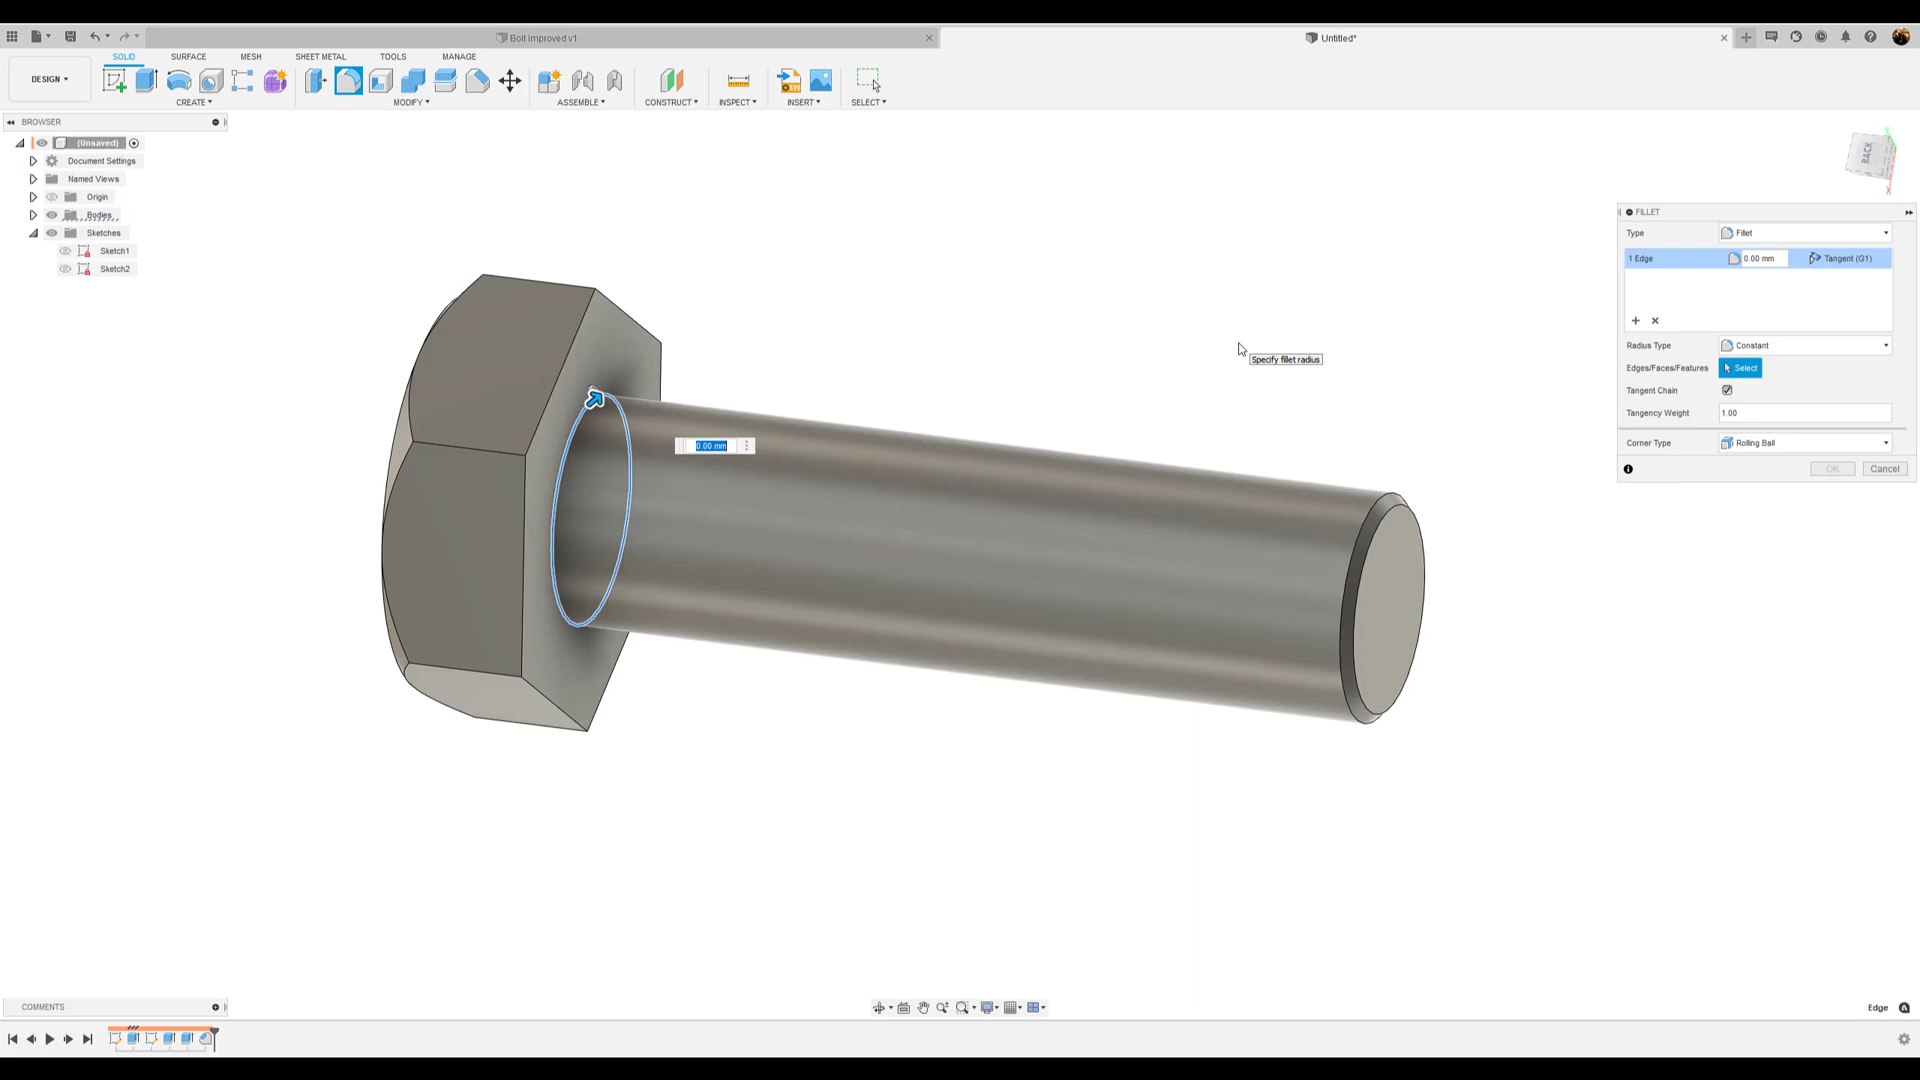 Bolt improved v1
Untitled*
DESIGN
SOLID
SURFACE
MESH
SHEET METAL
TOOLS
MANAGE
CREATE
MODIFY
ASSEMBLE
CONSTRUCT
INSPECT
INSERT
SELECT
BROWSER
(Unsaved)
Document Settings
Named Views
Origin
Bodies
Sketches
Sketch1
Sketch2
BACK
FILLET
Type
Fillet
1 Edge
0.00 mm
Tangent (G1)
Radius Type
Constant
Edges/Faces/Features
Select
Tangent Chain
Tangency Weight
1.00
Corner Type
Rolling Ball
OK
Cancel
Specify fillet radius
0.00 mm
COMMENTS
Edge